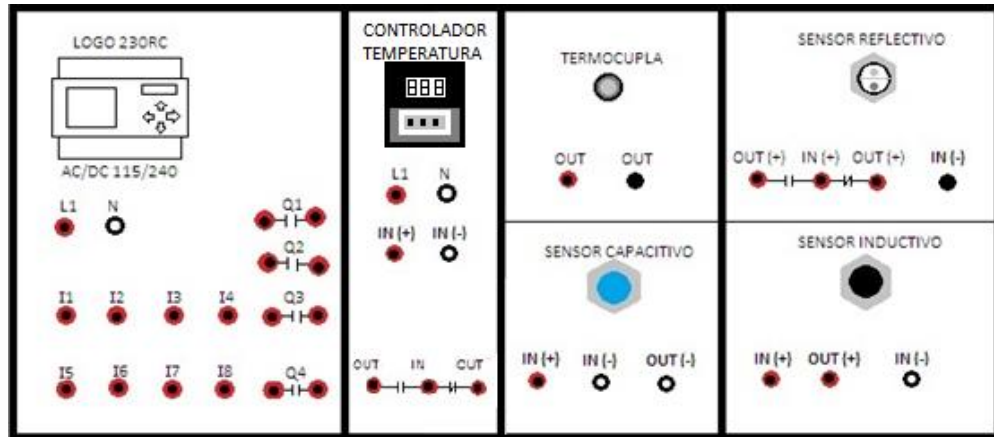 LOGO 230RC
AC/DC 115/240
L1 N
Q1
Q2
I1 I2 I3 I4 Q3
I5 I6 I7 I8 Q4
CONTROLADOR
TEMPERATURA
888
L1 N
IN (+) IN (-)
OUT IN OUT
TERMOCUPLA
OUT OUT
SENSOR REFLECTIVO
OUT (+) IN (+) OUT (+) IN (-)
SENSOR CAPACITIVO
IN (+) IN (-) OUT (-)
SENSOR INDUCTIVO
IN (+) OUT (+) IN (-)